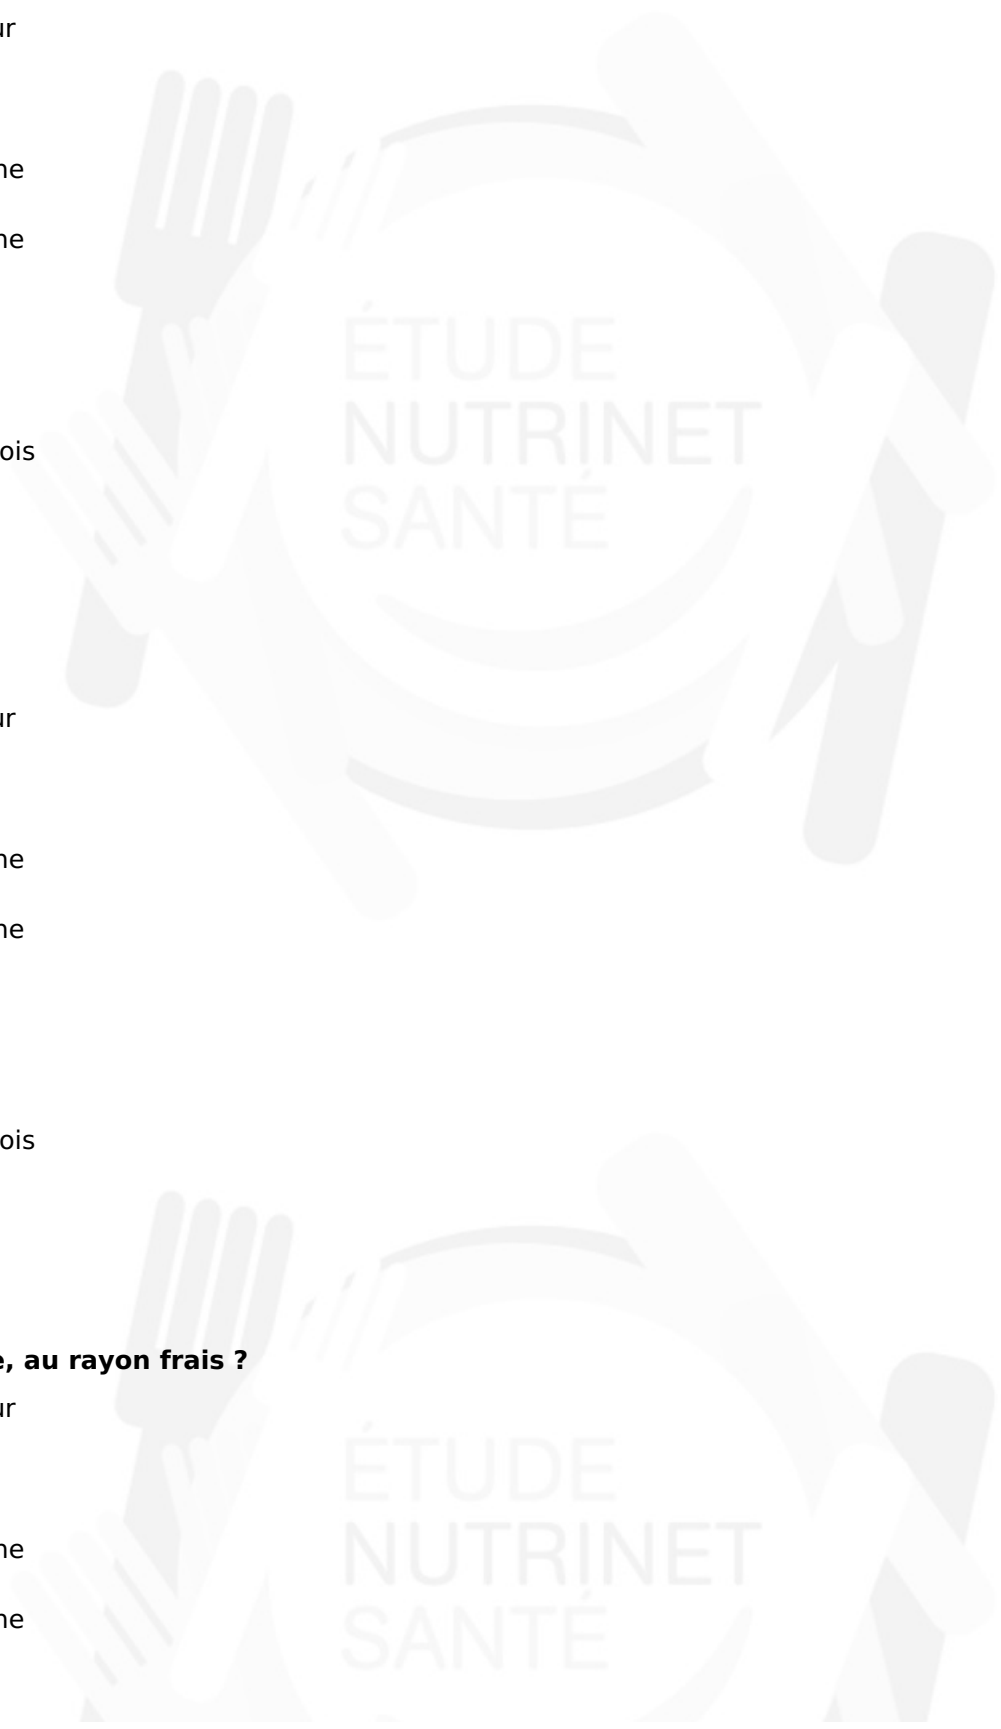 ur
ne
ne
ÉTUDE
NUTRINET
ois
SANTÉ
ur
ne
ne
ois
e, au rayon frais ?
ur
ÉTUDE
NUTRINET
ne
ne
SANTÉ